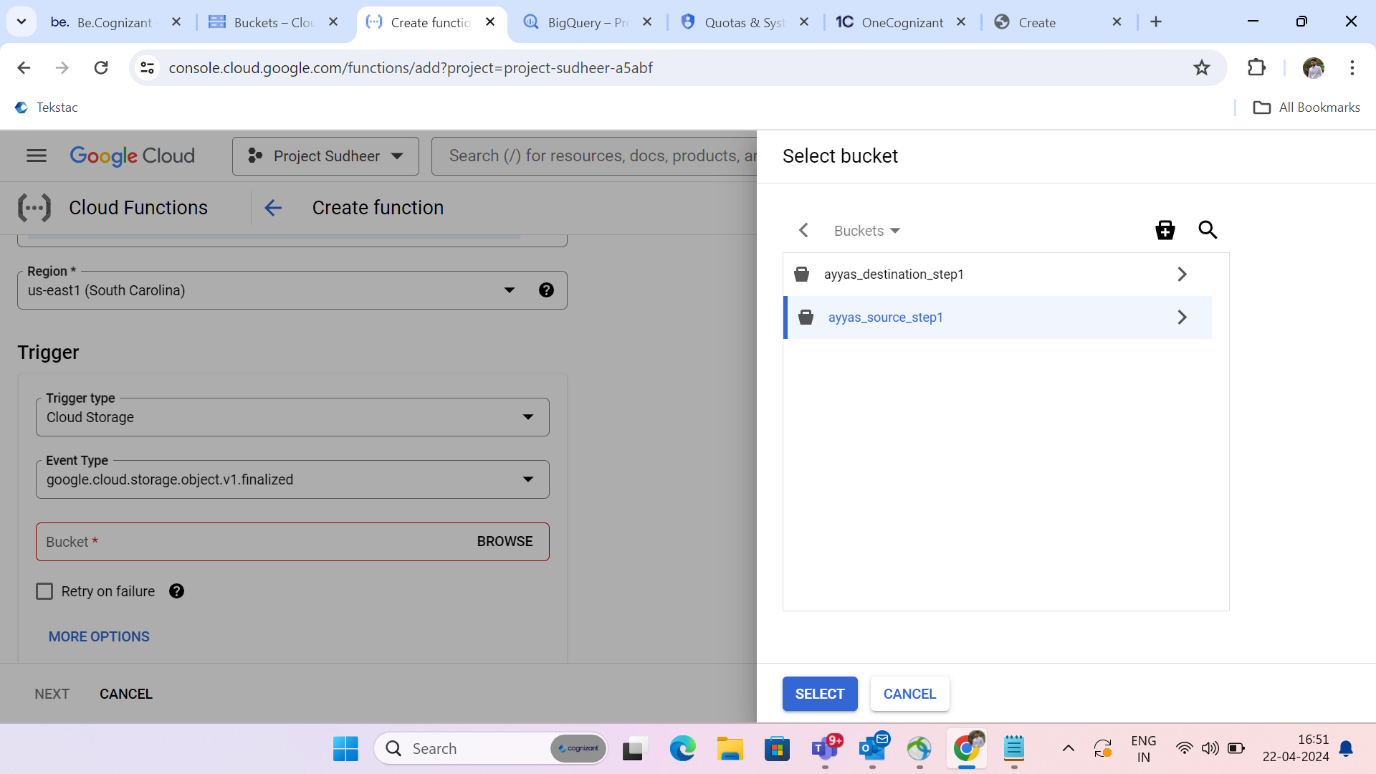 be. Be.Cognizant
Buckets – Clou
Create functio
BigQuery – Pr
Quotas & Syst
1C OneCognizant
Create
console.cloud.google.com/functions/add?project=project-sudheer-a5abf
Tekstac
All Bookmarks
Google Cloud
Project Sudheer
Search (/) for resources, docs, products, an
Cloud Functions
Create function
Region *
us-east1 (South Carolina)
Trigger
Trigger type
Cloud Storage
Event Type
google.cloud.storage.object.v1.finalized
Bucket *
BROWSE
Retry on failure
MORE OPTIONS
NEXT
CANCEL
Select bucket
Buckets
ayyas_destination_step1
ayyas_source_step1
SELECT
CANCEL
Search
cognizant
9+
ENG
IN
16:51
22-04-2024